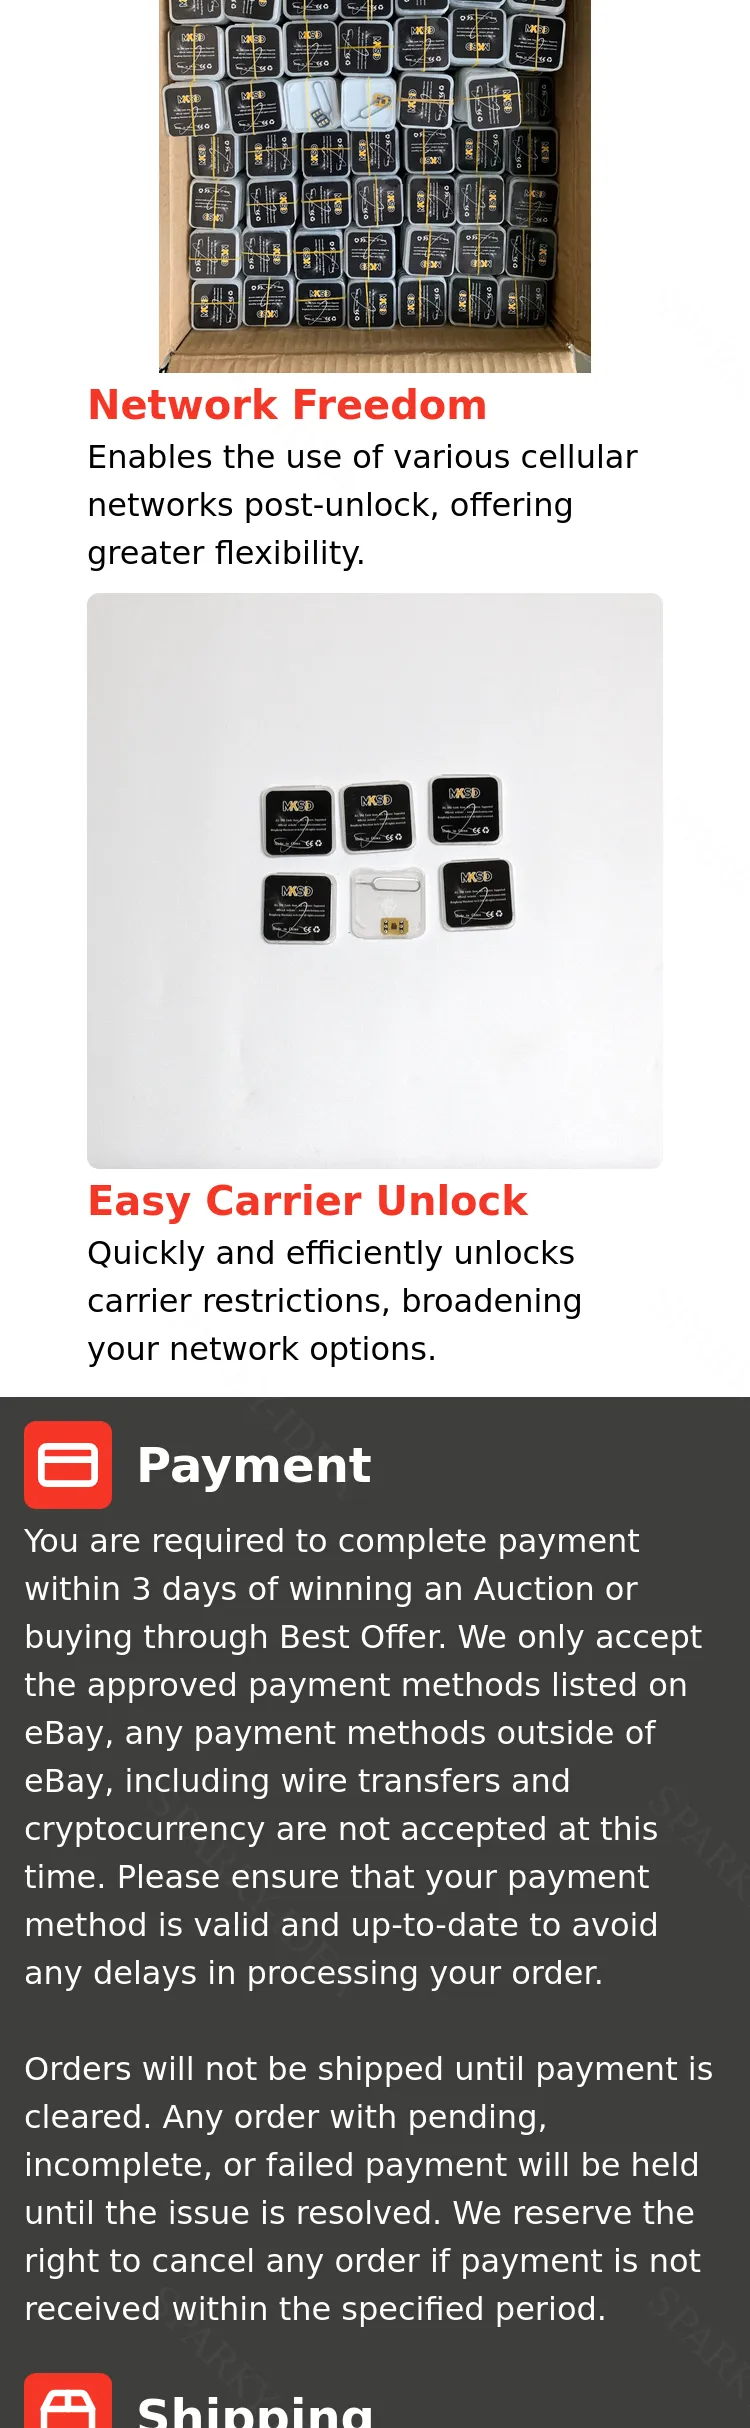 Network Freedom
Enables the use of various cellular
networks post-unlock, offering
greater flexibility.
MKSD
MKSD
MKSD
MKSD
MKSD
Easy Carrier Unlock
Quickly and efficiently unlocks
carrier restrictions, broadening
your network options.
Payment
You are required to complete payment
within 3 days of winning an Auction or
buying through Best Offer. We only accept
the approved payment methods listed on
eBay, any payment methods outside of
eBay, including wire transfers and
cryptocurrency are not accepted at this
time. Please ensure that your payment
method is valid and up-to-date to avoid
any delays in processing your order.
Orders will not be shipped until payment is
cleared. Any order with pending,
incomplete, or failed payment will be held
until the issue is resolved. We reserve the
right to cancel any order if payment is not
received within the specified period.
Shipping